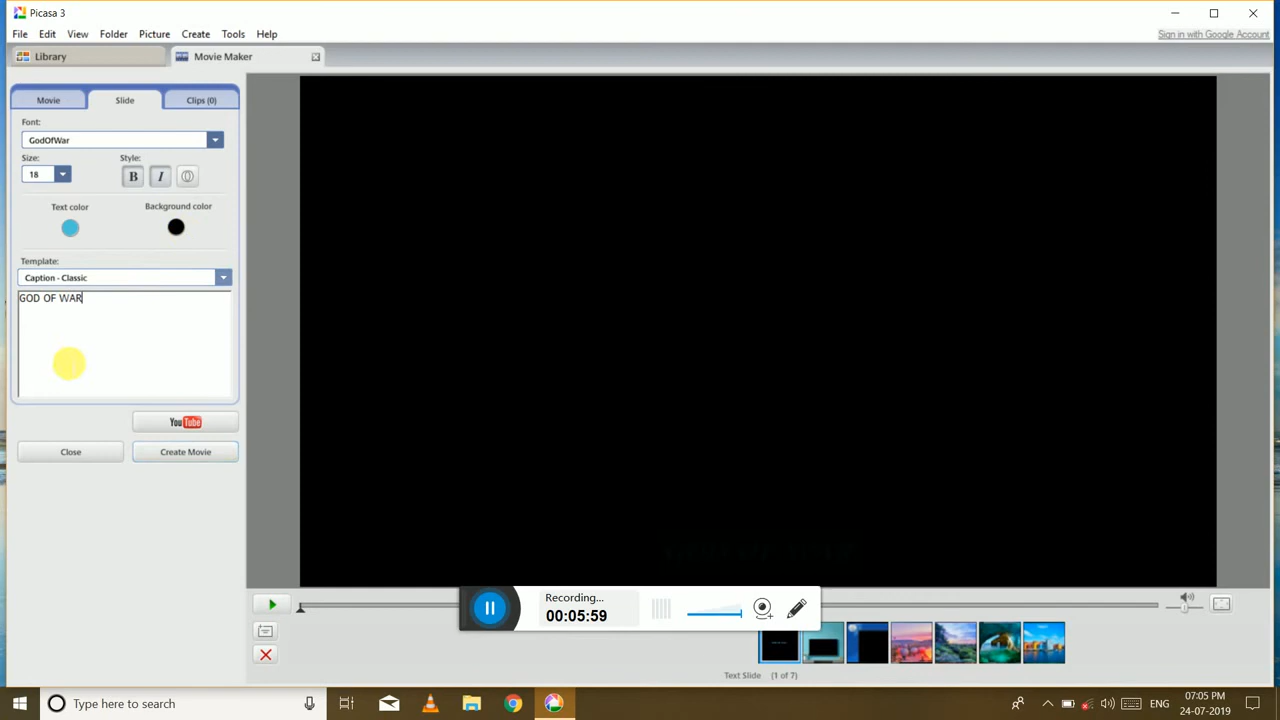 Picasa 3
File Edit View Folder Picture Create Tools Help
Sign in with Google Account
Library
Movie Maker
Movie
Slide
Clips (0)
Font:
GodOfWar
Size:
Style:
18
B
I
Text color
Background color
Template:
Caption - Classic
GOD OF WAR
You Tube
Close
Create Movie
Recording...
00:05:59
Text Slide (1 of 7)
Type here to search
ENG
07:05 PM
24-07-2019